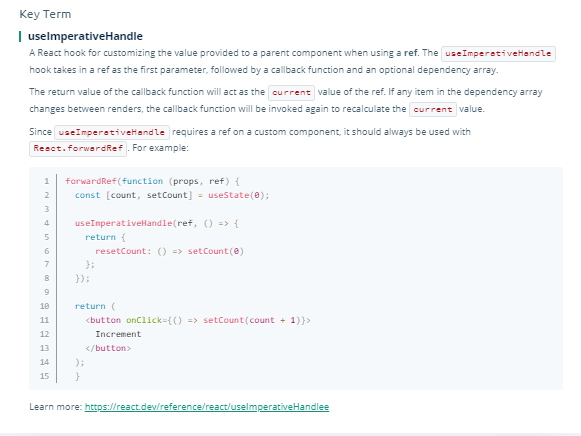 Key Term
useImperativeHandle
A React hook for customizing the value provided to a parent component when using a ref. The useImperativeHandle
hook takes in a ref as the first parameter, followed by a callback function and an optional dependency array.
The return value of the callback function will act as the current value of the ref. If any item in the dependency array
changes between renders, the callback function will be invoked again to recalculate the current value.
Since useImperativeHandle requires a ref on a custom component, it should always be used with
React.forwardRef. For example:
1 forwardRef(function (props, ref) {
2 const [count, setCount] = useState(0);
3
4 useImperativeHandle(ref, () => {
5 return {
6 resetCount: () => setCount(0)
7 };
8 });
9
10 return (
11 <button onClick={() => setCount(count + 1)}>
12 Increment
13 </button>
14 );
15 }
Learn more: https://react.dev/reference/react/useImperativeHandlee